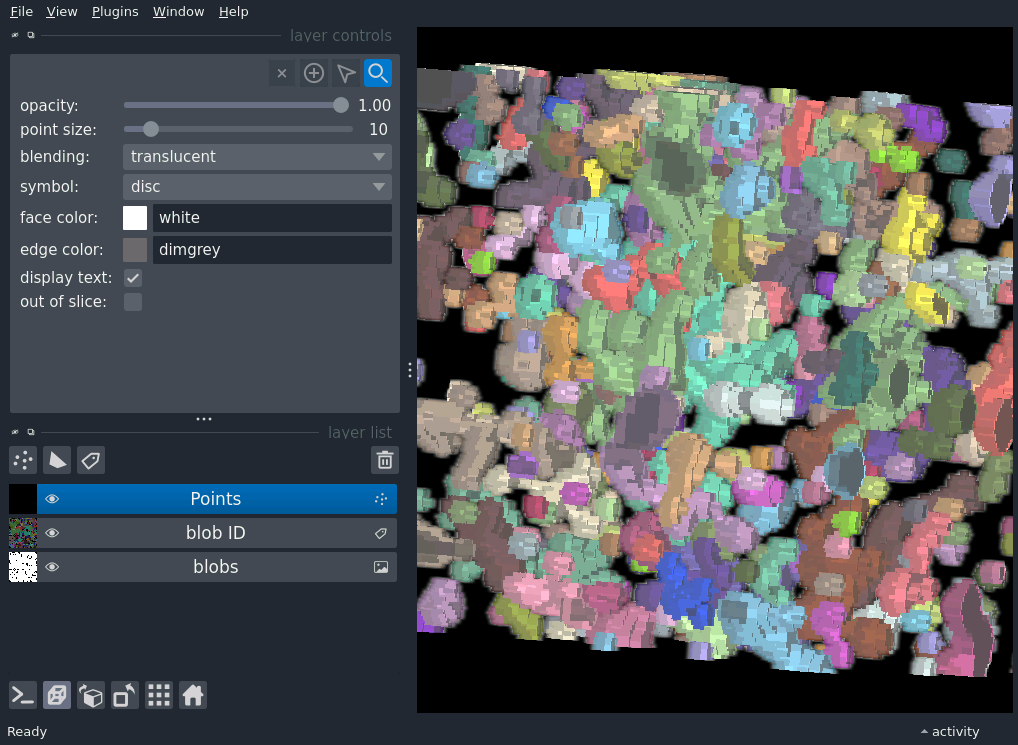 File View Plugins Window Help
layer controls
opacity: 1.00
point size: 10
blending: translucent
symbol: disc
face color: white
edge color: dimgrey
display text:
out of slice:
layer list
Points
blob ID
blobs
Ready activity